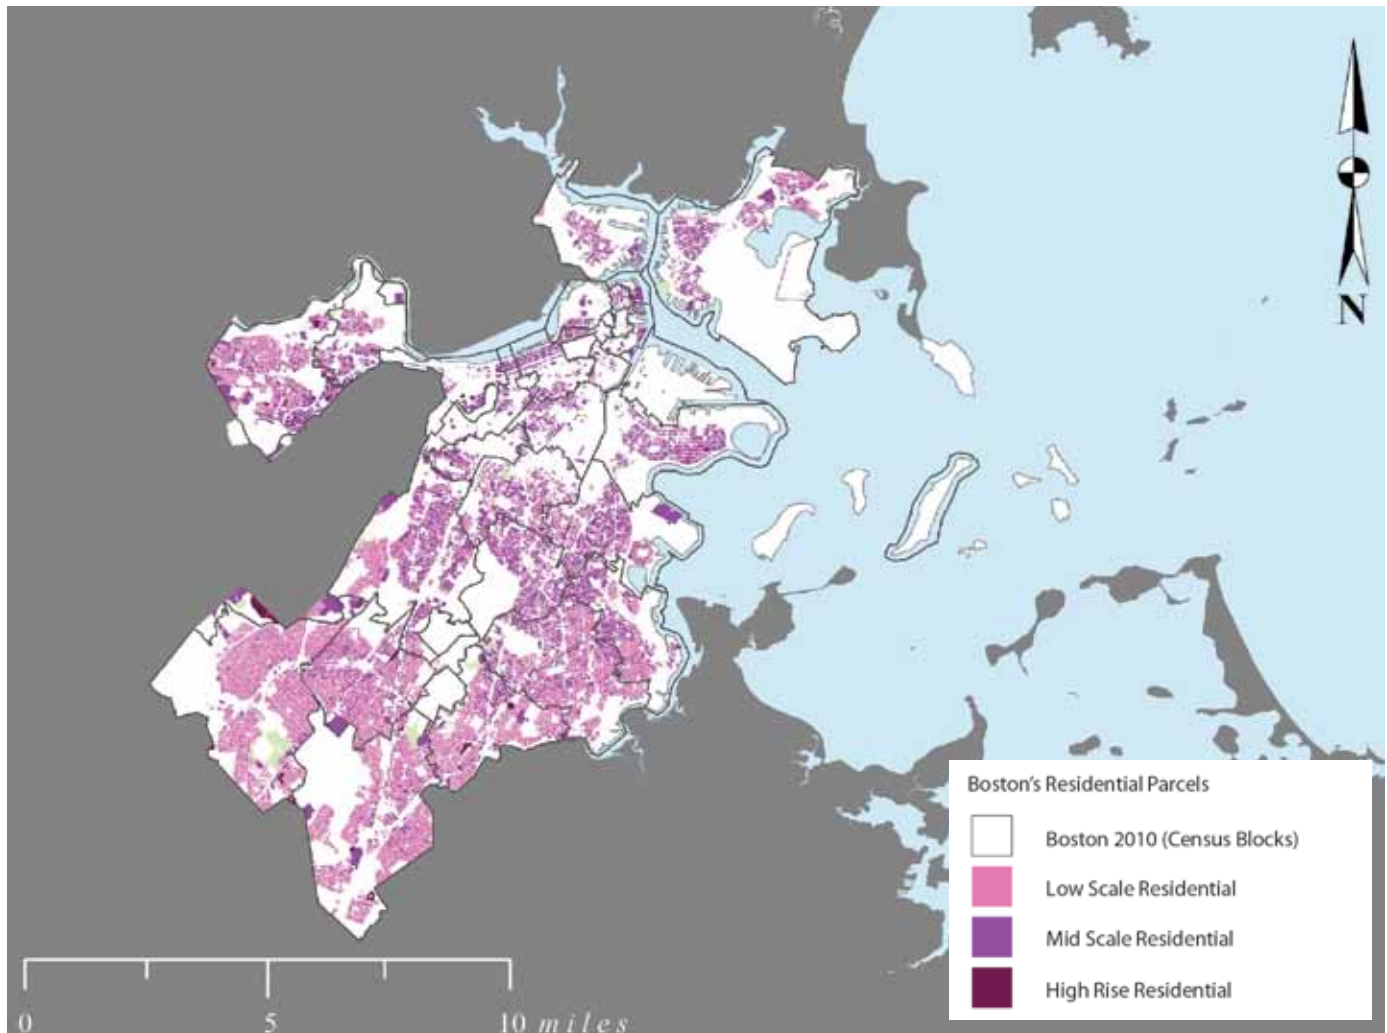 N
Boston's Residential Parcels
Boston 2010 (Census Blocks)
Low Scale Residential
Mid Scale Residential
High Rise Residential
0 5 10 miles